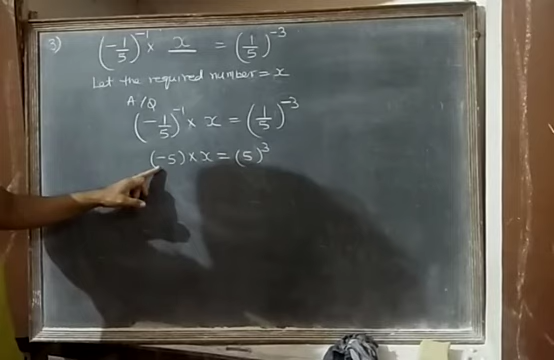 3) (-1/5)^-1 × x = (1/5)^-3
Let the required number = x
A/Q
(-1/5)^-1 × x = (1/5)^-3
(-5) × x = (5)^3